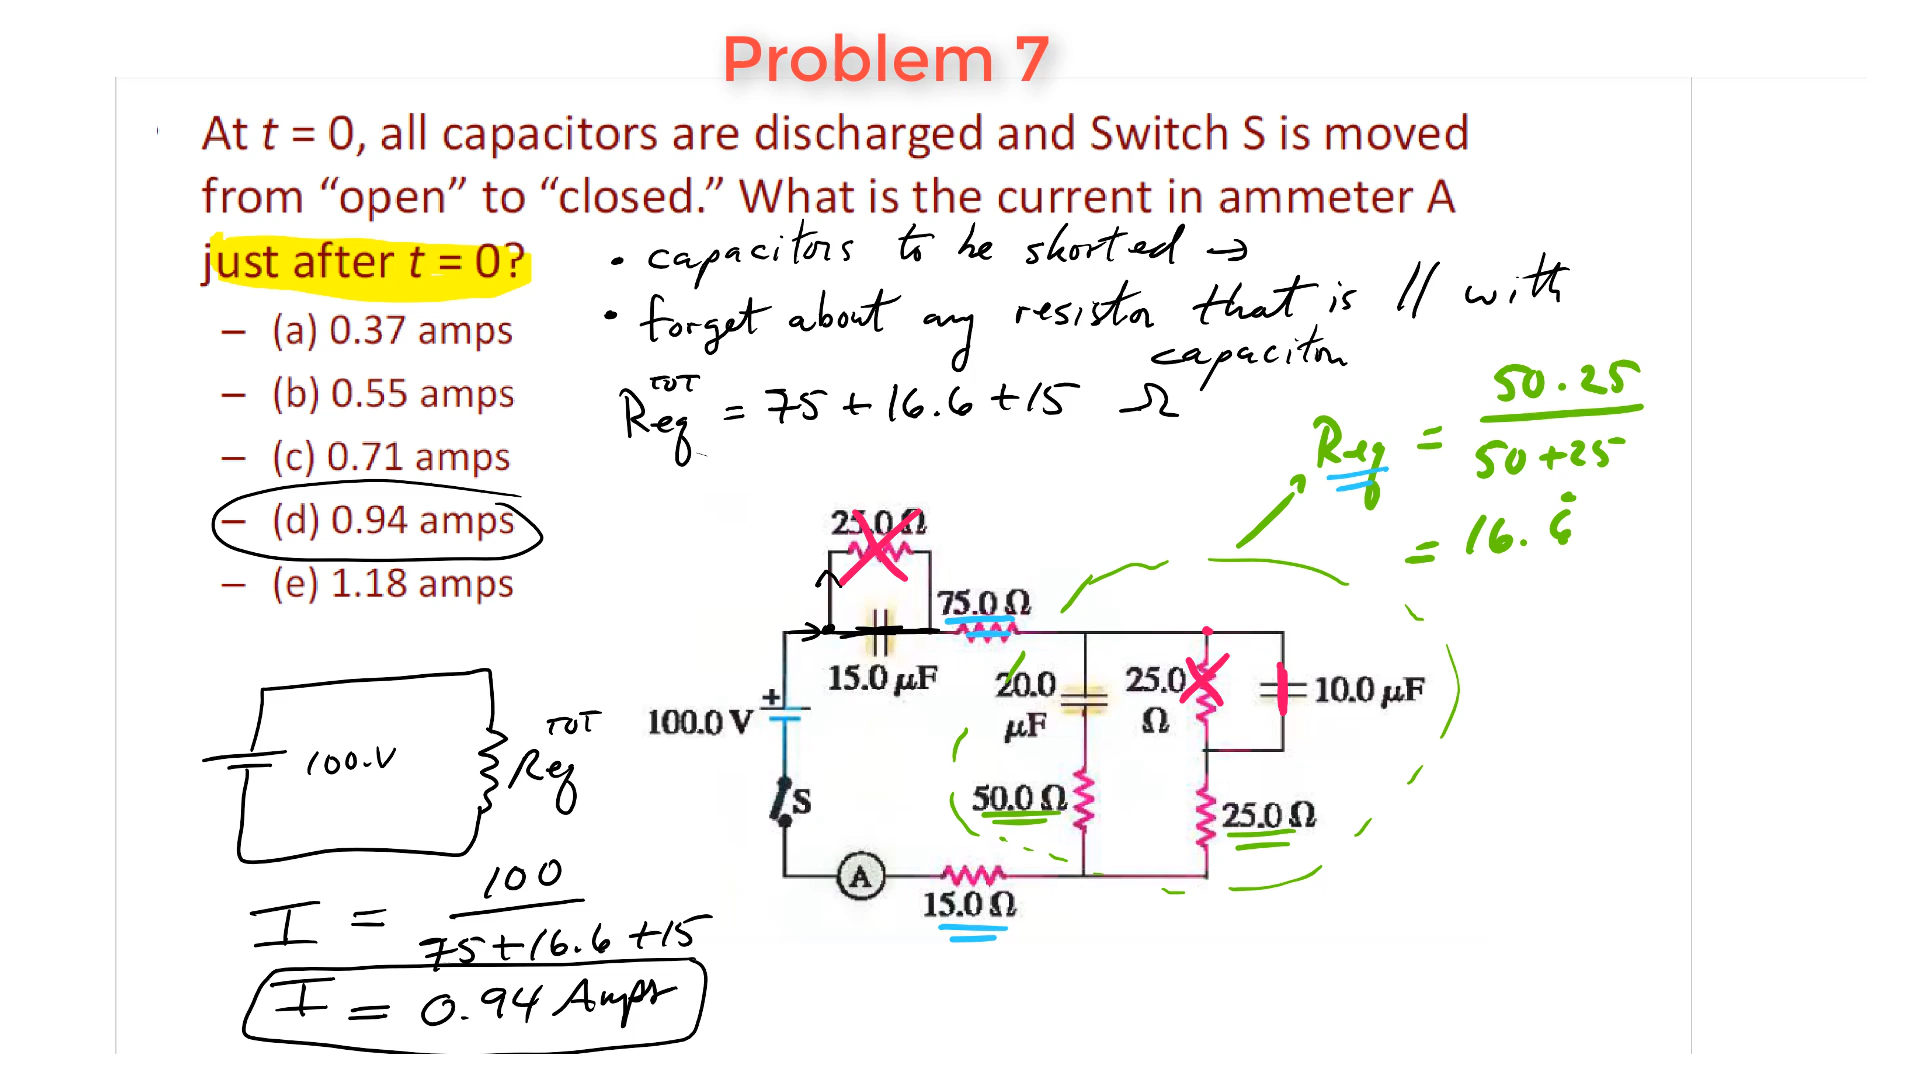 Problem 7
At t = 0, all capacitors are discharged and Switch S is moved
from “open” to “closed.” What is the current in ammeter A
just after t = 0?
• capacitors to be shorted →
• forget about any resistor that is // with
capacitor
– (a) 0.37 amps
– (b) 0.55 amps
– (c) 0.71 amps
– (d) 0.94 amps
– (e) 1.18 amps
Req TOT = 75 + 16.6 + 15 Ω
Req = 50 · 25 / 50 + 25
= 16.6̇
25.0 Ω
75.0 Ω
15.0 μF
20.0
μF
25.0
Ω
10.0 μF
+
100.0 V
S
50.0 Ω
25.0 Ω
A
15.0 Ω
100.V
Req TOT
I = 100 / 75 + 16.6 + 15
I = 0.94 Amps